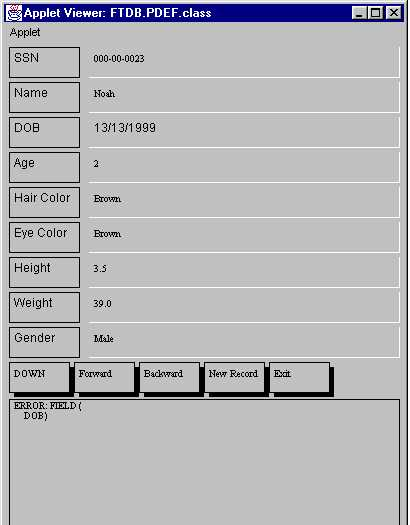 Applet Viewer: FTDB.PDEF.class
Applet
SSN 000-00-0023
Name Noah
DOB 13/13/1999
Age 2
Hair Color Brown
Eye Color Brown
Height 3.5
Weight 39.0
Gender Male
DOWN Forward Backward New Record Exit
ERROR: FIELD (
DOB)